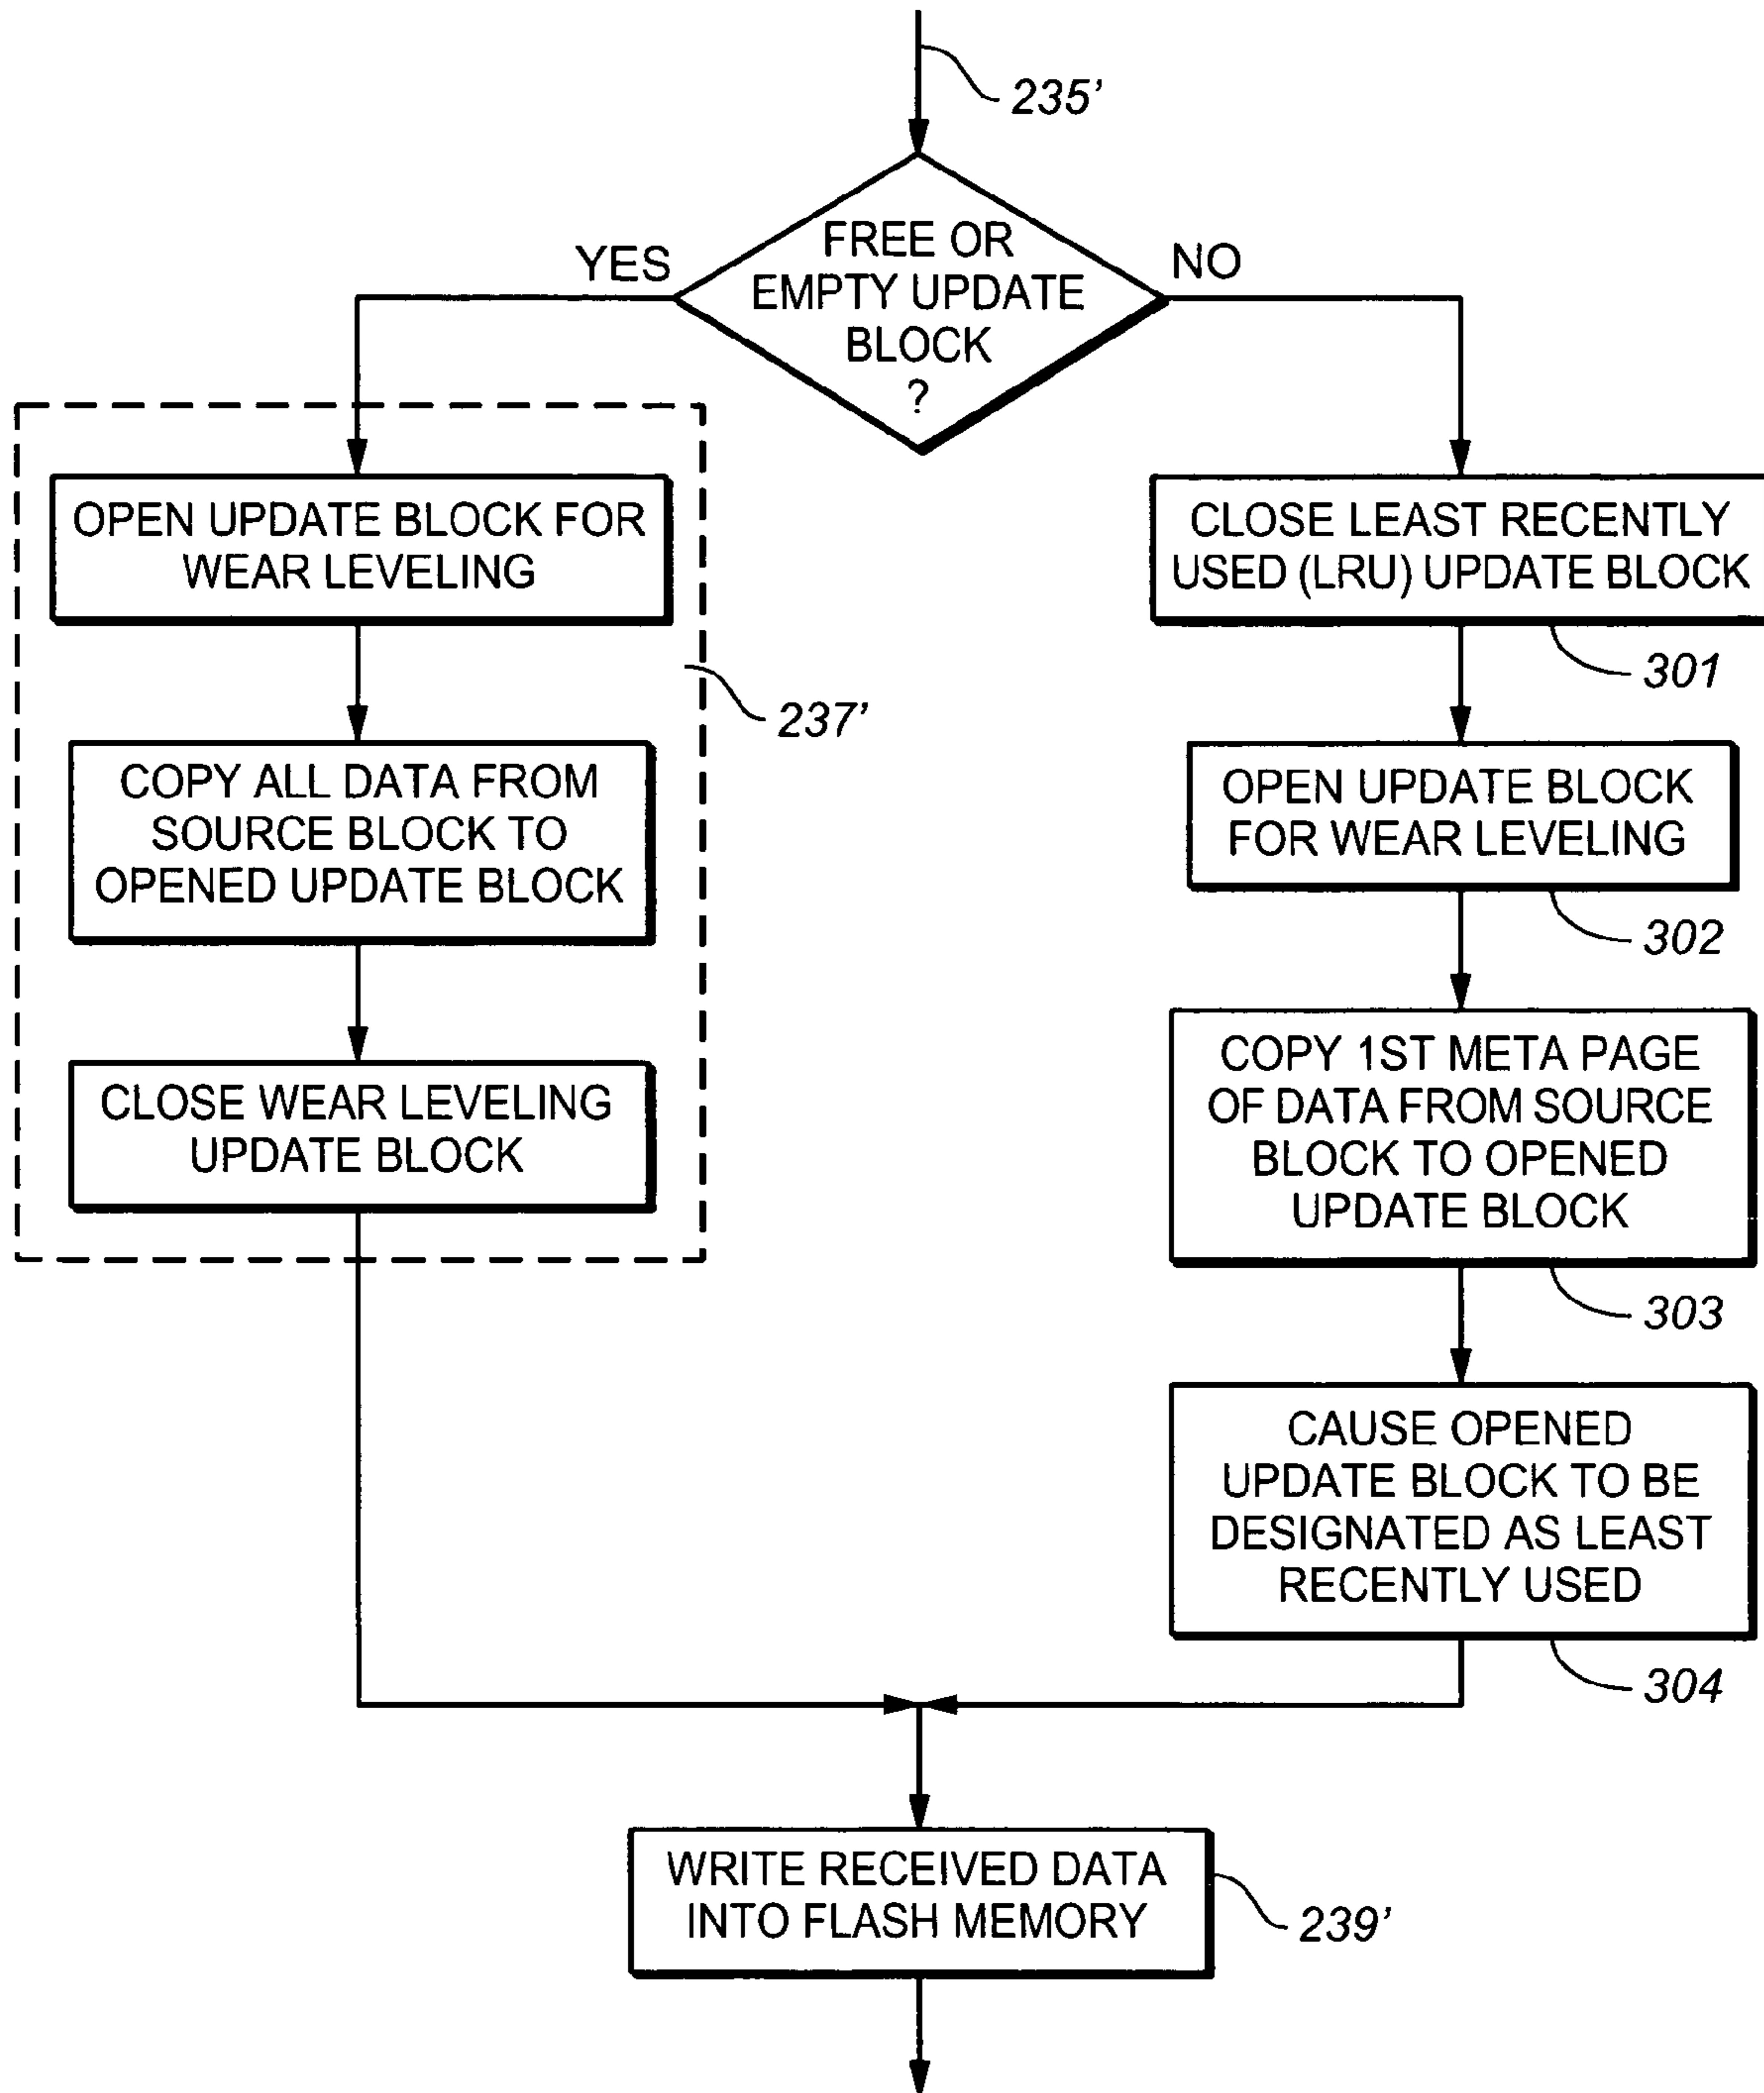 235'
FREE OR
EMPTY UPDATE
BLOCK
?
YES
NO
OPEN UPDATE BLOCK FOR
WEAR LEVELING
COPY ALL DATA FROM
SOURCE BLOCK TO
OPENED UPDATE BLOCK
CLOSE WEAR LEVELING
UPDATE BLOCK
237'
CLOSE LEAST RECENTLY
USED (LRU) UPDATE BLOCK
301
OPEN UPDATE BLOCK
FOR WEAR LEVELING
302
COPY 1ST META PAGE
OF DATA FROM SOURCE
BLOCK TO OPENED
UPDATE BLOCK
303
CAUSE OPENED
UPDATE BLOCK TO BE
DESIGNATED AS LEAST
RECENTLY USED
304
WRITE RECEIVED DATA
INTO FLASH MEMORY
239'